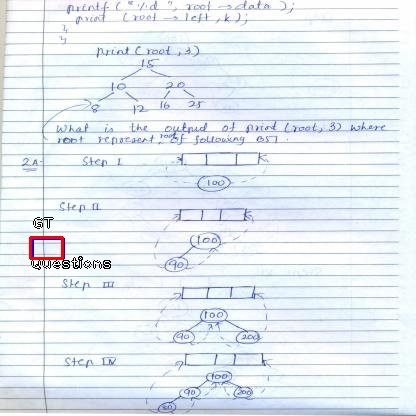 printf ("%d", root → data);
print (root → left, k);
}
}
print (root, 3)
15
10 20
8 12 16 25
What is the output of print (root, 3) where
root represent root of following BST.
2A. Step I
100
Step II
GT
100
90
Questions
Step III
100
90 200
Step IV
100
90 200